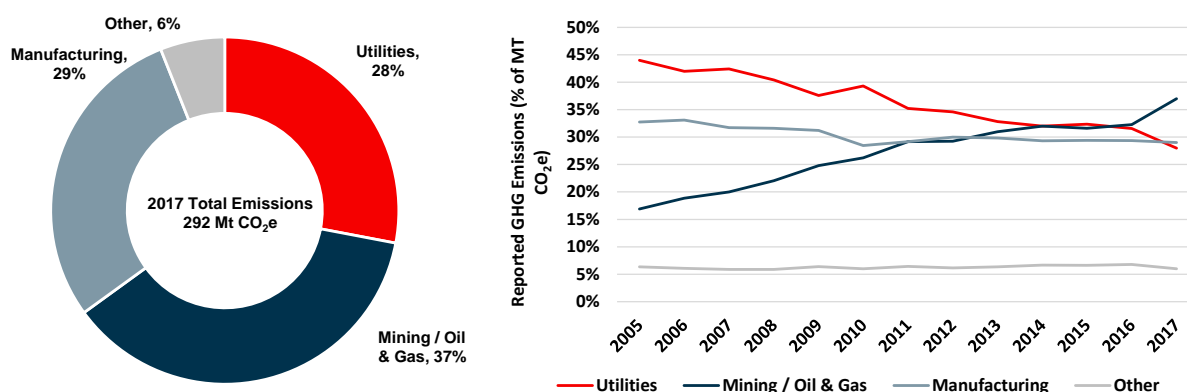 Other, 6%
Manufacturing,
29%
Utilities,
28%
2017 Total Emissions
292 Mt CO₂e
Mining / Oil
& Gas, 37%
Reported GHG Emissions (% of MT
CO₂e)
50%
45%
40%
35%
30%
25%
20%
15%
10%
5%
0%
2005
2006
2007
2008
2009
2010
2011
2012
2013
2014
2015
2016
2017
Utilities Mining / Oil & Gas Manufacturing Other